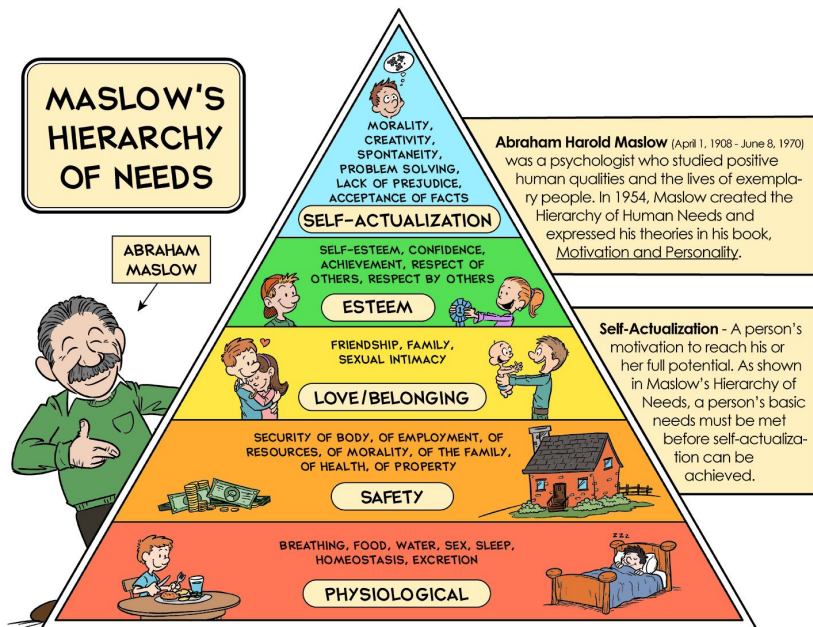 MASLOW'S
HIERARCHY
OF NEEDS
ABRAHAM
MASLOW
MORALITY,
CREATIVITY,
SPONTANEITY,
PROBLEM SOLVING,
LACK OF PREJUDICE,
ACCEPTANCE OF FACTS
SELF-ACTUALIZATION
SELF-ESTEEM, CONFIDENCE,
ACHIEVEMENT, RESPECT OF
OTHERS, RESPECT BY OTHERS
ESTEEM
FRIENDSHIP, FAMILY,
SEXUAL INTIMACY
LOVE/BELONGING
SECURITY OF BODY, OF EMPLOYMENT, OF
RESOURCES, OF MORALITY, OF THE FAMILY,
OF HEALTH, OF PROPERTY
SAFETY
BREATHING, FOOD, WATER, SEX, SLEEP,
HOMEOSTASIS, EXCRETION
ZZZ
PHYSIOLOGICAL
Abraham Harold Maslow (April 1, 1908 - June 8, 1970)
was a psychologist who studied positive
human qualities and the lives of exempla-
ry people. In 1954, Maslow created the
Hierarchy of Human Needs and
expressed his theories in his book,
Motivation and Personality.
Self-Actualization - A person's
motivation to reach his or
her full potential. As shown
in Maslow's Hierarchy of
Needs, a person's basic
needs must be met
before self-actualiza-
tion can be
achieved.